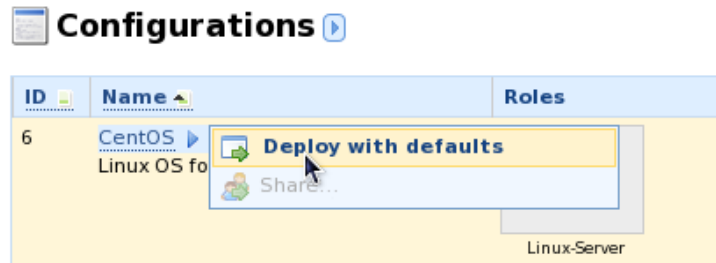 Configurations
ID Name Roles
6 CentOS Deploy with defaults
Linux OS fo
Share...
Linux-Server